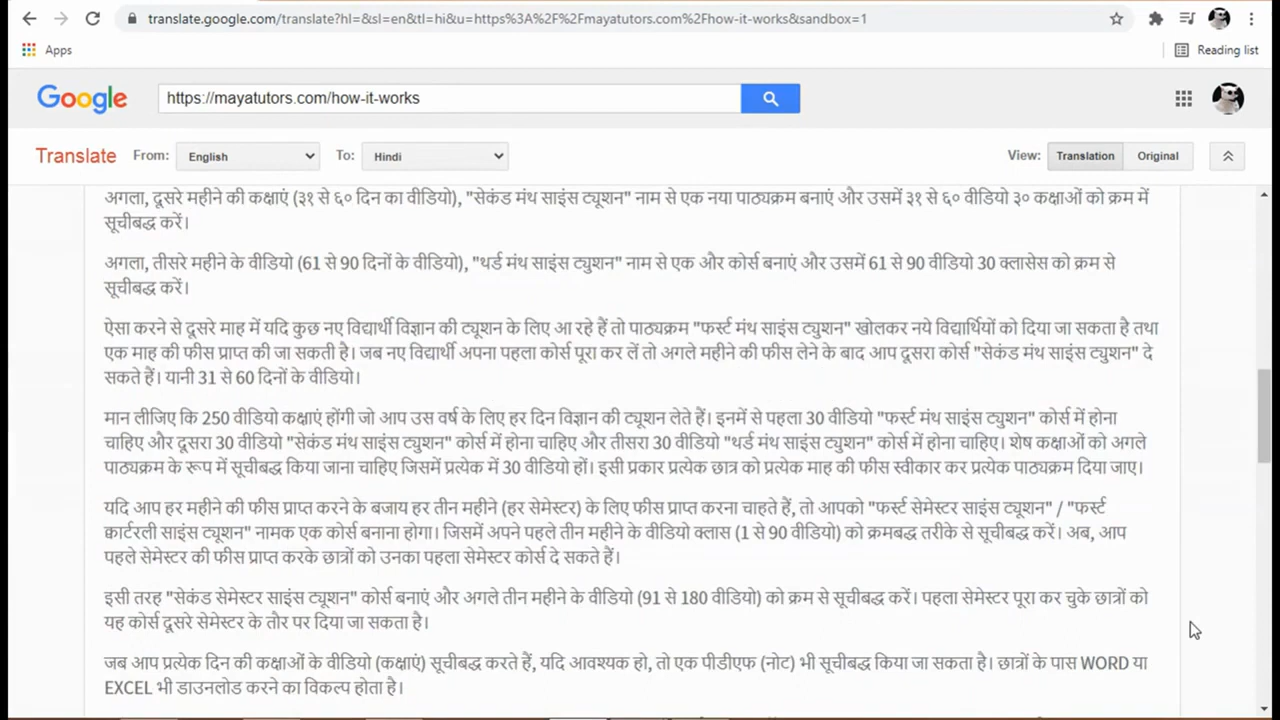 translate.google.com/translate?hl=&sl=en&tl=hi&u=https%3A%2F%2Fmayatutors.com%2Fhow-it-works&sandbox=1
Apps
Reading list
Google
https://mayatutors.com/how-it-works
Translate From: English To: Hindi View: Translation Original
अगला, दूसरे महीने की कक्षाएं (३१ से ६० दिन का वीडियो), "सेकंड मंथ साइंस ट्यूशन" नाम से एक नया पाठ्यक्रम बनाएं और उसमें ३१ से ६० वीडियो ३० कक्षाओं को क्रम में
सूचीबद्ध करें।
अगला, तीसरे महीने के वीडियो (61 से 90 दिनों के वीडियो), "थर्ड मंथ साइंस ट्युशन" नाम से एक और कोर्स बनाएं और उसमें 61 से 90 वीडियो 30 क्लासेस को क्रम से
सूचीबद्ध करें।
ऐसा करने से दूसरे माह में यदि कुछ नए विद्यार्थी विज्ञान की ट्यूशन के लिए आ रहे हैं तो पाठ्यक्रम "फर्स्ट मंथ साइंस ट्युशन" खोलकर नये विद्यार्थियों को दिया जा सकता है तथा
एक माह की फीस प्राप्त की जा सकती है। जब नए विद्यार्थी अपना पहला कोर्स पूरा कर लें तो अगले महीने की फीस लेने के बाद आप दूसरा कोर्स "सेकंड मंथ साइंस ट्युशन" दे
सकते हैं। यानी 31 से 60 दिनों के वीडियो।
मान लीजिए कि 250 वीडियो कक्षाएं होंगी जो आप उस वर्ष के लिए हर दिन विज्ञान की ट्यूशन लेते हैं। इनमें से पहला 30 वीडियो "फर्स्ट मंथ साइंस ट्युशन" कोर्स में होना
चाहिए और दूसरा 30 वीडियो "सेकंड मंथ साइंस ट्युशन" कोर्स में होना चाहिए और तीसरा 30 वीडियो "थर्ड मंथ साइंस ट्युशन" कोर्स में होना चाहिए। शेष कक्षाओं को अगले
पाठ्यक्रम के रूप में सूचीबद्ध किया जाना चाहिए जिसमें प्रत्येक में 30 वीडियो हों। इसी प्रकार प्रत्येक छात्र को प्रत्येक माह की फीस स्वीकार कर प्रत्येक पाठ्यक्रम दिया जाए।
यदि आप हर महीने की फीस प्राप्त करने के बजाय हर तीन महीने (हर सेमेस्टर) के लिए फीस प्राप्त करना चाहते हैं, तो आपको "फर्स्ट सेमेस्टर साइंस ट्यूशन" / "फर्स्ट
क्वार्टरली साइंस ट्यूशन" नामक एक कोर्स बनाना होगा। जिसमें अपने पहले तीन महीने के वीडियो क्लास (1 से 90 वीडियो) को क्रमबद्ध तरीके से सूचीबद्ध करें। अब, आप
पहले सेमेस्टर की फीस प्राप्त करके छात्रों को उनका पहला सेमेस्टर कोर्स दे सकते हैं।
इसी तरह "सेकंड सेमेस्टर साइंस ट्यूशन" कोर्स बनाएं और अगले तीन महीने के वीडियो (91 से 180 वीडियो) को क्रम से सूचीबद्ध करें। पहला सेमेस्टर पूरा कर चुके छात्रों को
यह कोर्स दूसरे सेमेस्टर के तौर पर दिया जा सकता है।
जब आप प्रत्येक दिन की कक्षाओं के वीडियो (कक्षाएं) सूचीबद्ध करते हैं, यदि आवश्यक हो, तो एक पीडीएफ (नोट) भी सूचीबद्ध किया जा सकता है। छात्रों के पास WORD या
EXCEL भी डाउनलोड करने का विकल्प होता है।